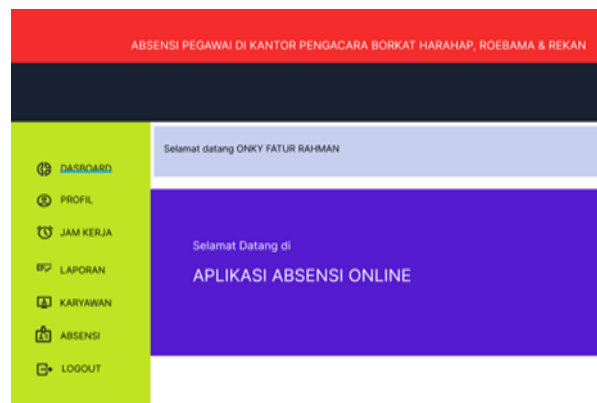 ABSENSI PEGAWAI DI KANTOR PENGACARA BORKAT HARAHAP, ROEBAMA & REKAN
Selamat datang ONKY FATUR RAHMAN
DASBOARD
PROFIL
JAM KERJA
LAPORAN
KARYAWAN
ABSENSI
LOGOUT
Selamat Datang di
APLIKASI ABSENSI ONLINE